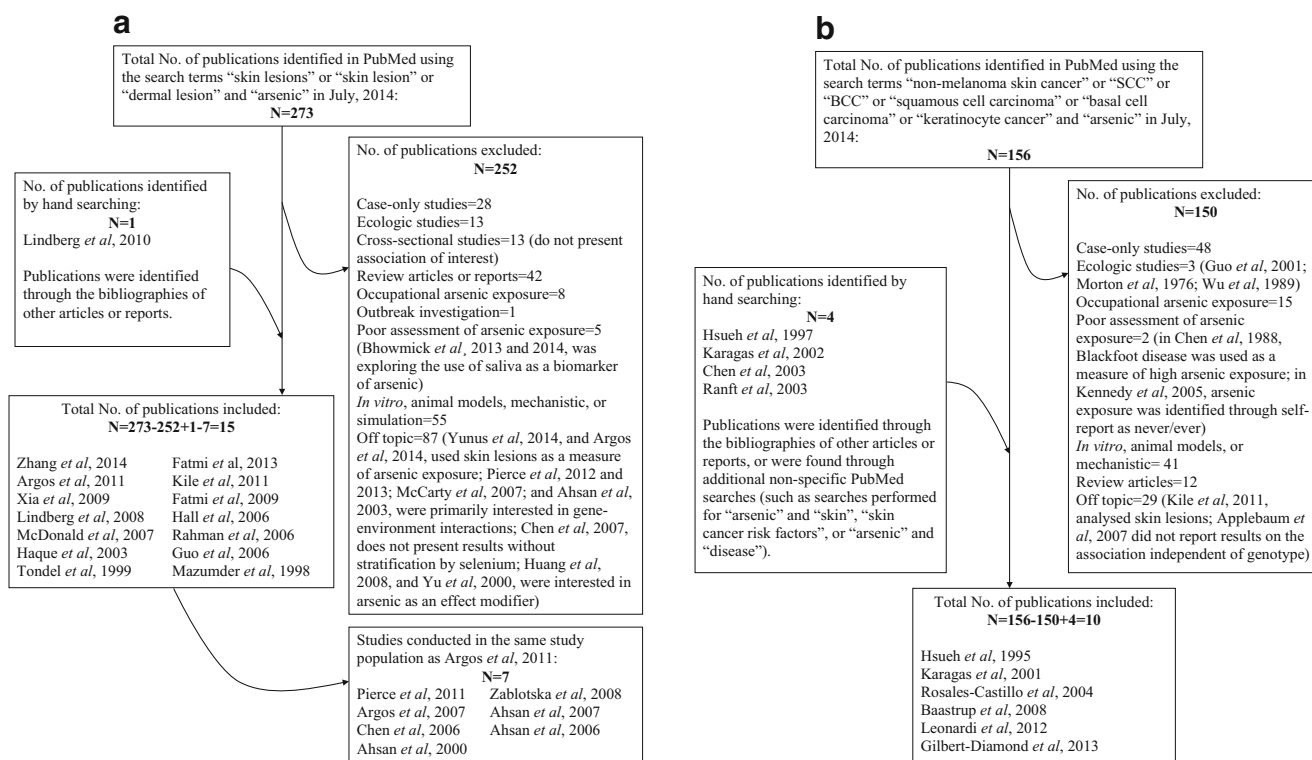 a
Total No. of publications identified in PubMed using
the search terms “skin lesions” or “skin lesion” or
“dermal lesion” and “arsenic” in July, 2014:
N=273
No. of publications identified
by hand searching:
N=1
Lindberg et al, 2010
Publications were identified
through the bibliographies of
other articles or reports.
No. of publications excluded:
N=252
Case-only studies=28
Ecologic studies=13
Cross-sectional studies=13 (do not present
association of interest)
Review articles or reports=42
Occupational arsenic exposure=8
Outbreak investigation=1
Poor assessment of arsenic exposure=5
(Bhowmick et al¸ 2013 and 2014, was
exploring the use of saliva as a biomarker
of arsenic)
In vitro, animal models, mechanistic, or
simulation=55
Off topic=87 (Yunus et al, 2014, and Argos
et al, 2014, used skin lesions as a measure
of arsenic exposure; Pierce et al, 2012 and
2013; McCarty et al, 2007; and Ahsan et al,
2003, were primarily interested in gene-
environment interactions; Chen et al, 2007,
does not present results without
stratification by selenium; Huang et al,
2008, and Yu et al, 2000, were interested in
arsenic as an effect modifier)
Total No. of publications included:
N=273-252+1-7=15
Zhang et al, 2014 Fatmi et al, 2013
Argos et al, 2011 Kile et al, 2011
Xia et al, 2009 Fatmi et al, 2009
Lindberg et al, 2008 Hall et al, 2006
McDonald et al, 2007 Rahman et al, 2006
Haque et al, 2003 Guo et al, 2006
Tondel et al, 1999 Mazumder et al, 1998
Studies conducted in the same study
population as Argos et al, 2011:
N=7
Pierce et al, 2011 Zablotska et al, 2008
Argos et al, 2007 Ahsan et al, 2007
Chen et al, 2006 Ahsan et al, 2006
Ahsan et al, 2000
b
Total No. of publications identified in PubMed using the
search terms “non-melanoma skin cancer” or “SCC” or
“BCC” or “squamous cell carcinoma” or “basal cell
carcinoma” or “keratinocyte cancer” and “arsenic” in July,
2014:
N=156
No. of publications identified by
hand searching:
N=4
Hsueh et al, 1997
Karagas et al, 2002
Chen et al, 2003
Ranft et al, 2003
Publications were identified through
the bibliographies of other articles or
reports, or were found through
additional non-specific PubMed
searches (such as searches performed
for “arsenic” and “skin”, “skin
cancer risk factors”, or “arsenic” and
“disease”).
No. of publications excluded:
N=150
Case-only studies=48
Ecologic studies=3 (Guo et al, 2001;
Morton et al, 1976; Wu et al, 1989)
Occupational arsenic exposure=15
Poor assessment of arsenic
exposure=2 (in Chen et al, 1988,
Blackfoot disease was used as a
measure of high arsenic exposure; in
Kennedy et al, 2005, arsenic
exposure was identified through self-
report as never/ever)
In vitro, animal models, or
mechanistic= 41
Review articles=12
Off topic=29 (Kile et al, 2011,
analysed skin lesions; Applebaum et
al, 2007 did not report results on the
association independent of genotype)
Total No. of publications included:
N=156-150+4=10
Hsueh et al, 1995
Karagas et al, 2001
Rosales-Castillo et al, 2004
Baastrup et al, 2008
Leonardi et al, 2012
Gilbert-Diamond et al, 2013